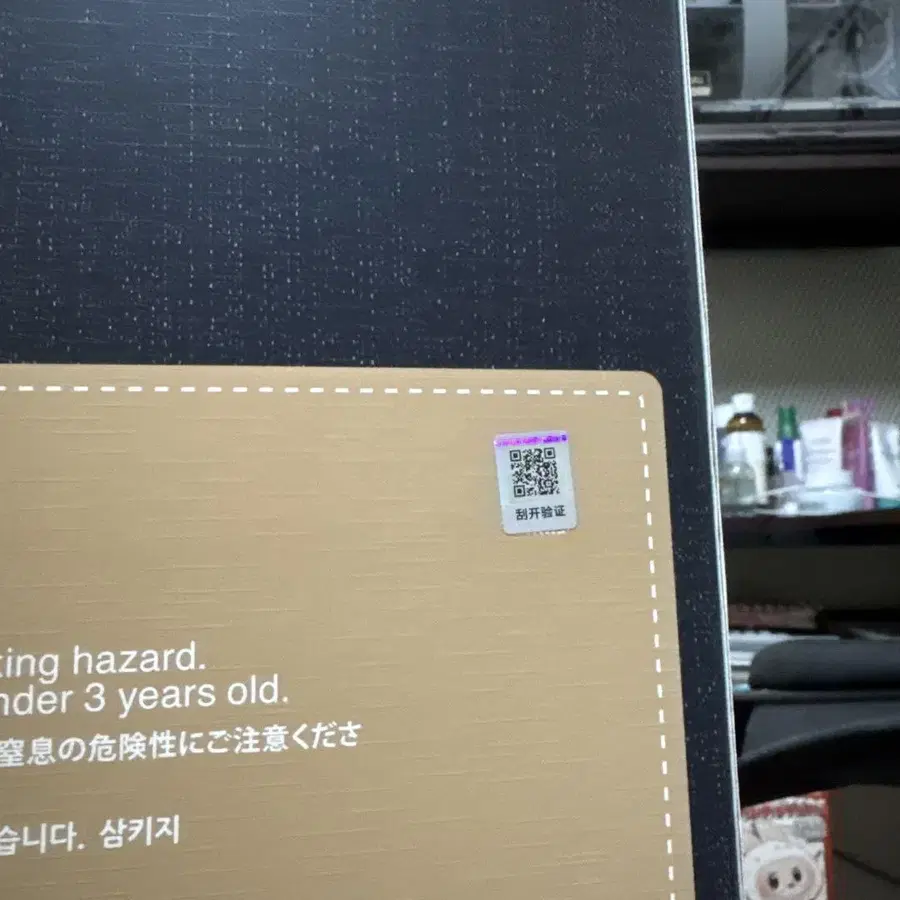 刮开验证
king hazard.
nder 3 years old.
窒息の危険性にご注意くださ
습니다. 삼키지